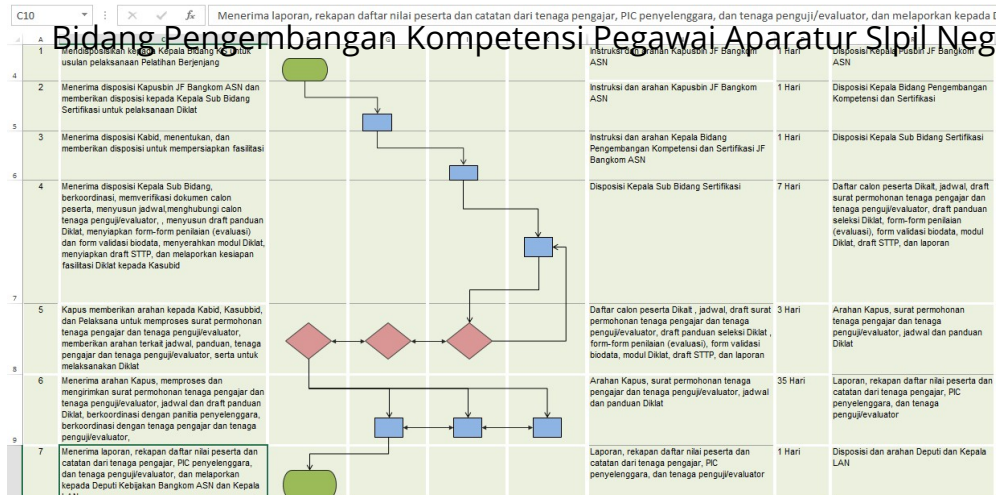 C10
fx
Menerima laporan, rekapan daftar nilai peserta dan catatan dari tenaga pengajar, PIC penyelenggara, dan tenaga penguji/evaluator, dan melaporkan kepada
Bidang Pengembangan Kompetensi Pegawai Aparatur SIpil Neg
1
Mendisposisikan kepada Kepala Bidang KS untuk
usulan pelaksanaan Pelatihan Berjenjang
Instruksi dan arahan Kapusbin JF Bangkom
ASN
1 Hari
Disposisi Kepala Pusbin JF Bangkom
ASN
4
2
Menerima disposisi Kapusbin JF Bangkom ASN dan
memberikan disposisi kepada Kepala Sub Bidang
Sertifikasi untuk pelaksanaan Diklat
Instruksi dan arahan Kapusbin JF Bangkom
ASN
1 Hari
Disposisi Kepala Bidang Pengembangan
Kompetensi dan Sertifikasi
5
3
Menerima disposisi Kabid, menentukan, dan
memberikan disposisi untuk mempersiapkan fasilitasi
Instruksi dan arahan Kepala Bidang
Pengembangan Kompetensi dan Sertifikasi JF
Bangkom ASN
1 Hari
Disposisi Kepala Sub Bidang Sertifikasi
6
4
Menerima disposisi Kepala Sub Bidang,
berkoordinasi, memverifikasi dokumen calon
peserta, menyusun jadwal,menghubungi calon
tenaga penguji/evaluator, , menyusun draft panduan
Diklat, menyiapkan form-form penilaian (evaluasi)
dan form validasi biodata, menyerahkan modul Diklat,
menyiapkan draft STTP, dan melaporkan kesiapan
fasilitasi Diklat kepada Kasubid
Disposisi Kepala Sub Bidang Sertifikasi
7 Hari
Daftar calon peserta Dikalt, jadwal, draft
surat permohonan tenaga pengajar dan
tenaga penguji/evaluator, draft panduan
seleksi Diklat, form-form penilaian
(evaluasi), form validasi biodata, modul
Diklat, draft STTP, dan laporan
7
5
Kapus memberikan arahan kepada Kabid, Kasubbid,
dan Pelaksana untuk memproses surat permohonan
tenaga pengajar dan tenaga penguji/evaluator,
memberikan arahan terkait jadwal, panduan, tenaga
pengajar dan tenaga penguji/evaluator, serta untuk
melaksanakan Diklat
Daftar calon peserta Dikalt , jadwal, draft surat
permohonan tenaga pengajar dan tenaga
penguji/evaluator, draft panduan seleksi Diklat ,
form-form penilaian (evaluasi), form validasi
biodata, modul Diklat, draft STTP, dan laporan
3 Hari
Arahan Kapus, surat permohonan
tenaga pengajar dan tenaga
penguji/evaluator, jadwal dan panduan
Diklat
8
6
Menerima arahan Kapus, memproses dan
mengirimkan surat permohonan tenaga pengajar dan
tenaga penguji/evaluator, jadwal dan draft panduan
Diklat, berkoordinasi dengan panitia penyelenggara,
berkoordinasi dengan tenaga pengajar dan tenaga
penguji/evaluator,
Arahan Kapus, surat permohonan tenaga
pengajar dan tenaga penguji/evaluator, jadwal
dan panduan Diklat
35 Hari
Laporan, rekapan daftar nilai peserta dan
catatan dari tenaga pengajar, PIC
penyelenggara, dan tenaga
penguji/evaluator
9
7
Menerima laporan, rekapan daftar nilai peserta dan
catatan dari tenaga pengajar, PIC penyelenggara,
dan tenaga penguji/evaluator, dan melaporkan
kepada Deputi Kebijakan Bangkom ASN dan Kepala
LAN
Laporan, rekapan daftar nilai peserta dan
catatan dari tenaga pengajar, PIC
penyelenggara, dan tenaga penguji/evaluator
1 Hari
Disposisi dan arahan Deputi dan Kepala
LAN